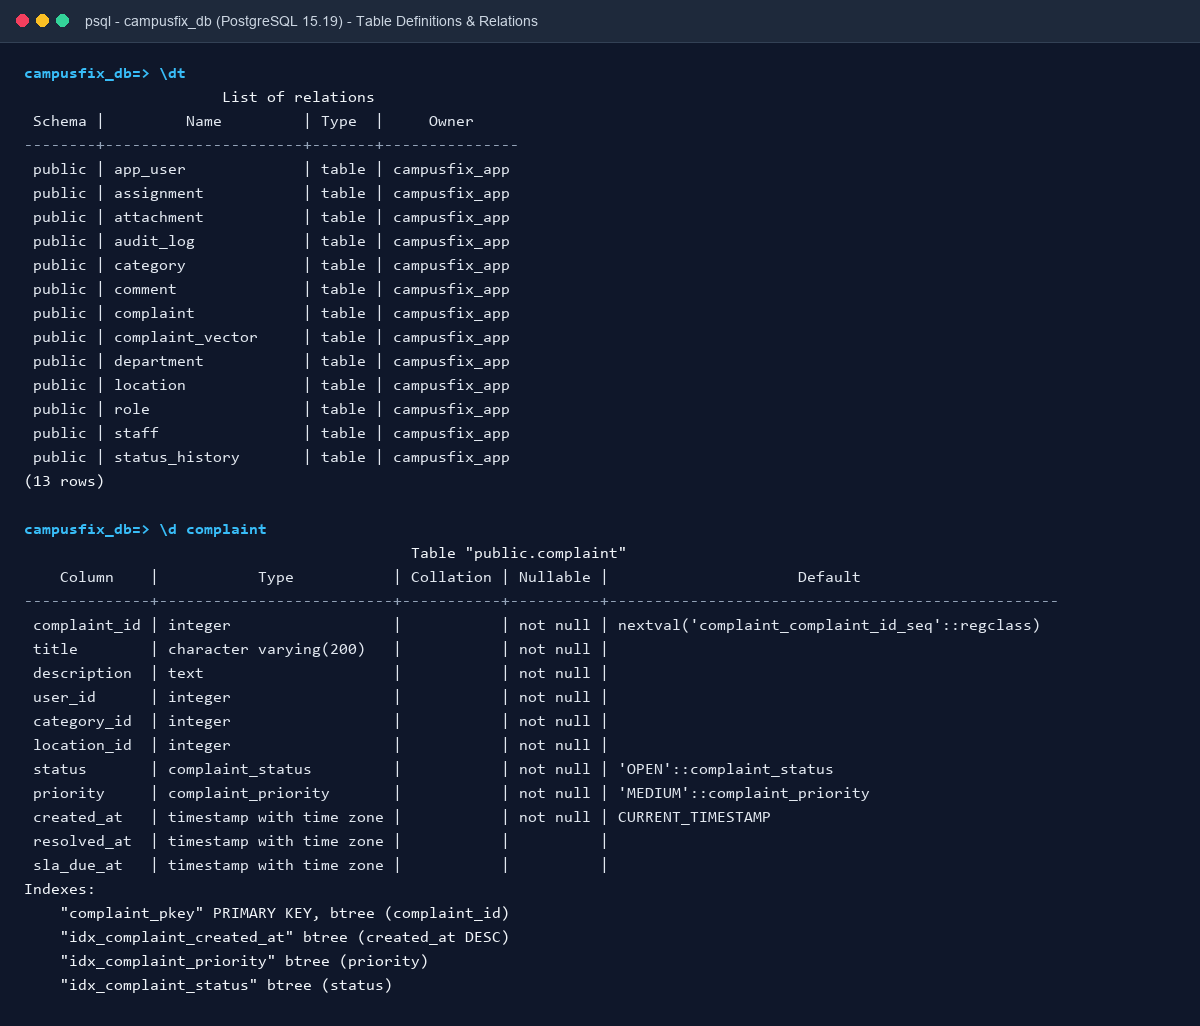 psql - campusfix_db (PostgreSQL 15.19) - Table Definitions & Relations
campusfix_db=> \dt
                      List of relations
 Schema |         Name         | Type  |     Owner
--------+----------------------+-------+---------------
 public | app_user             | table | campusfix_app
 public | assignment           | table | campusfix_app
 public | attachment           | table | campusfix_app
 public | audit_log            | table | campusfix_app
 public | category             | table | campusfix_app
 public | comment              | table | campusfix_app
 public | complaint            | table | campusfix_app
 public | complaint_vector     | table | campusfix_app
 public | department           | table | campusfix_app
 public | location             | table | campusfix_app
 public | role                 | table | campusfix_app
 public | staff                | table | campusfix_app
 public | status_history       | table | campusfix_app
(13 rows)
campusfix_db=> \d complaint
                                           Table "public.complaint"
    Column    |           Type           | Collation | Nullable |                     Default
--------------+--------------------------+-----------+----------+--------------------------------------------------
 complaint_id | integer                  |           | not null | nextval('complaint_complaint_id_seq'::regclass)
 title        | character varying(200)   |           | not null |
 description  | text                     |           | not null |
 user_id      | integer                  |           | not null |
 category_id  | integer                  |           | not null |
 location_id  | integer                  |           | not null |
 status       | complaint_status         |           | not null | 'OPEN'::complaint_status
 priority     | complaint_priority       |           | not null | 'MEDIUM'::complaint_priority
 created_at   | timestamp with time zone |           | not null | CURRENT_TIMESTAMP
 resolved_at  | timestamp with time zone |           |          |
 sla_due_at   | timestamp with time zone |           |          |
Indexes:
    "complaint_pkey" PRIMARY KEY, btree (complaint_id)
    "idx_complaint_created_at" btree (created_at DESC)
    "idx_complaint_priority" btree (priority)
    "idx_complaint_status" btree (status)